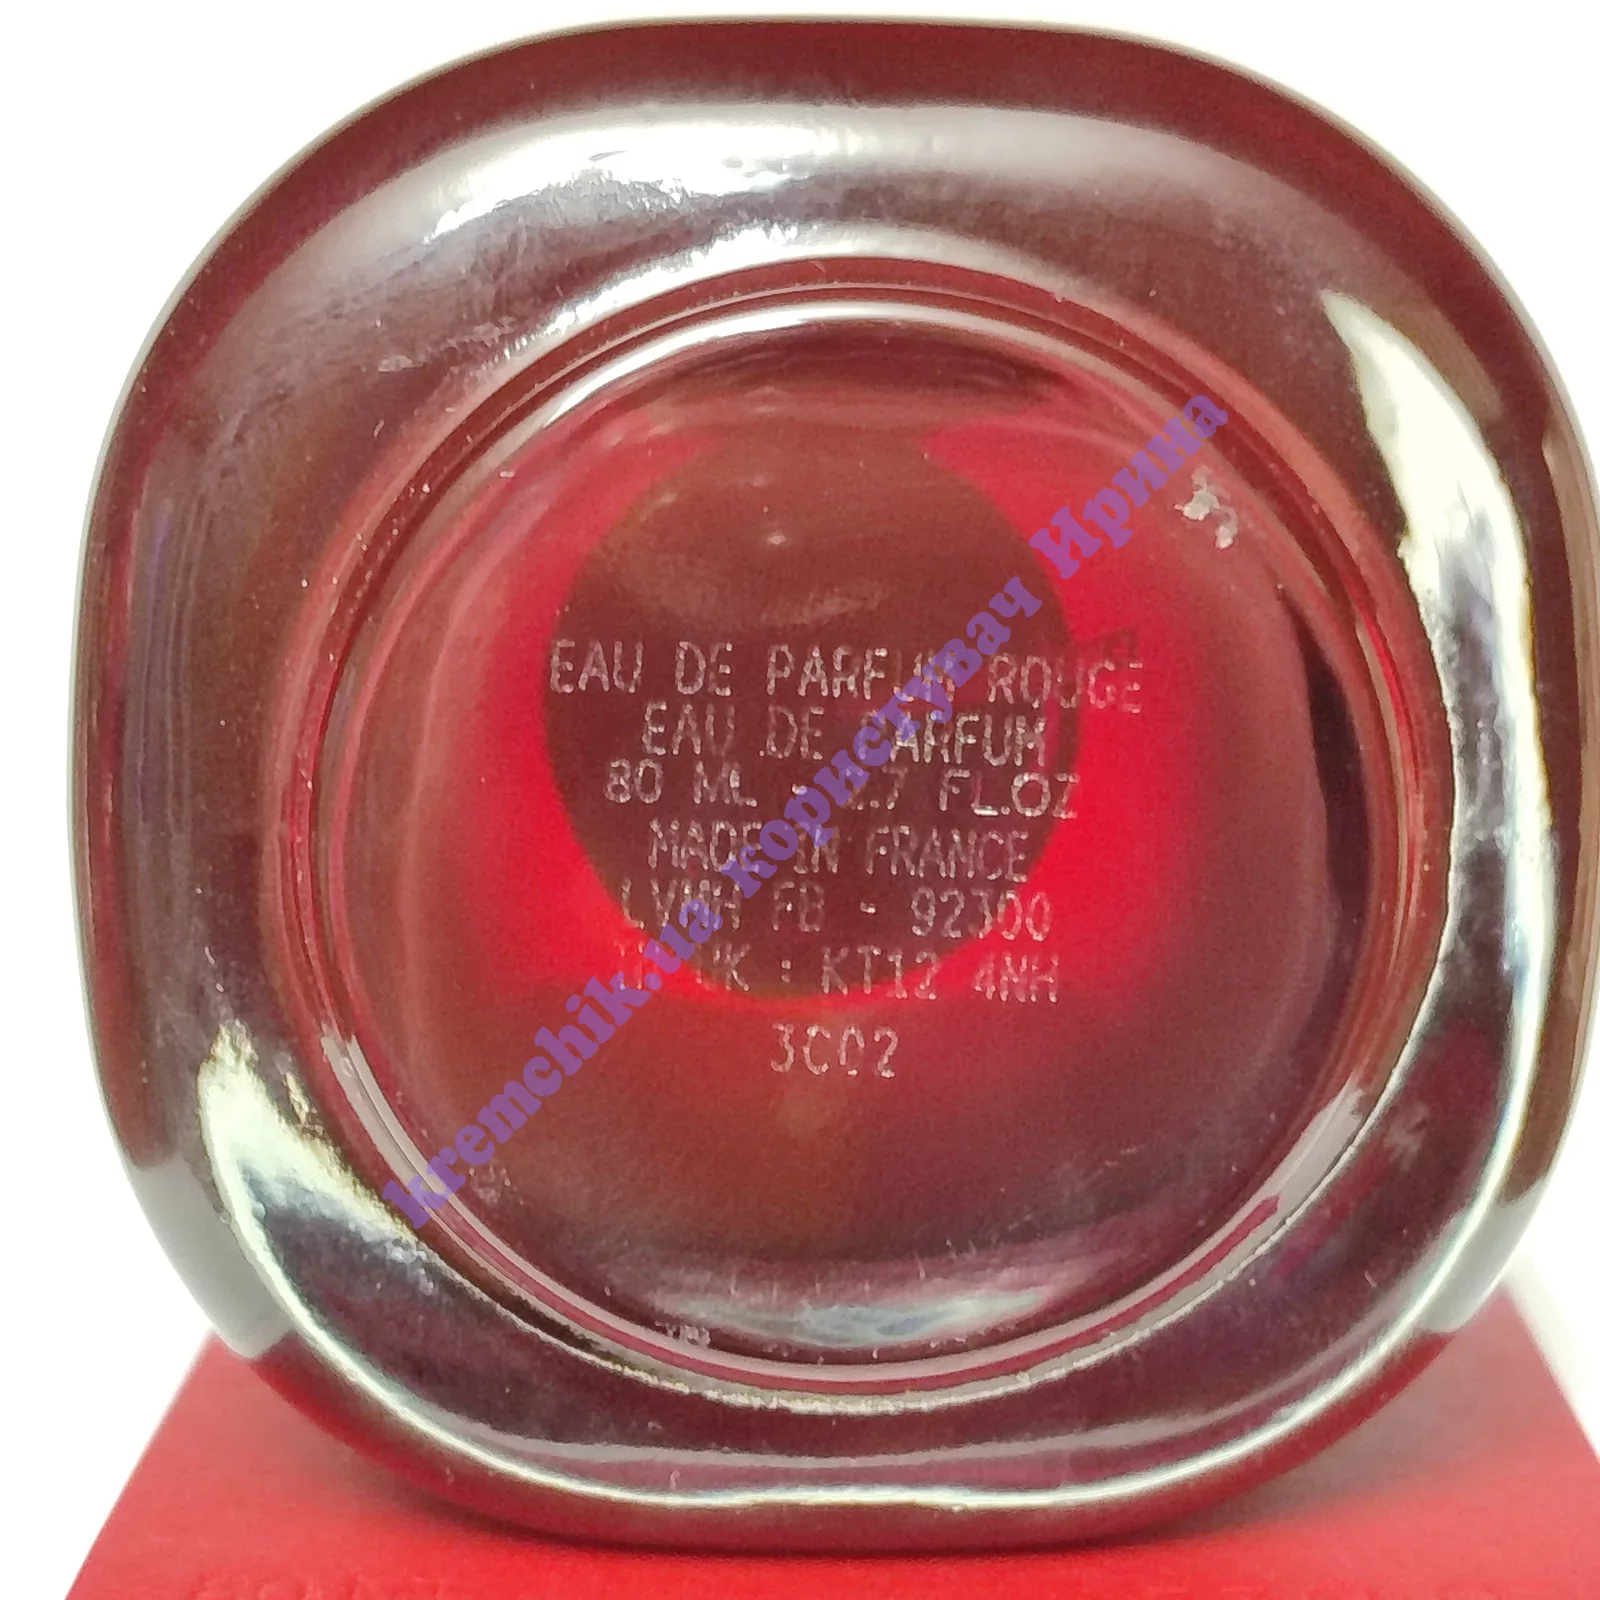 EAU DE PARFUM ROUGE
EAU DE PARFUM
80 ML - 2.7 FL.OZ
MADE IN FRANCE
LVMH FB - 92300
UK : KT12 4NH
3C02
kremchik.ua користувач Ирина